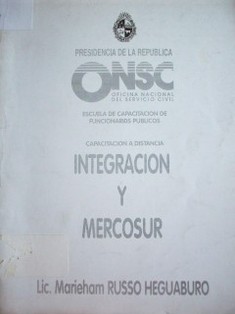 PRESIDENCIA DE LA REPUBLICA
ONSC
OFICINA NACIONAL
DEL SERVICIO CIVIL
ESCUELA DE CAPACITACION DE
FUNCIONARIOS PUBLICOS
CAPACITACION A DISTANCIA
INTEGRACION
Y
MERCOSUR
Lic. Marieham RUSSO HEGUABURO